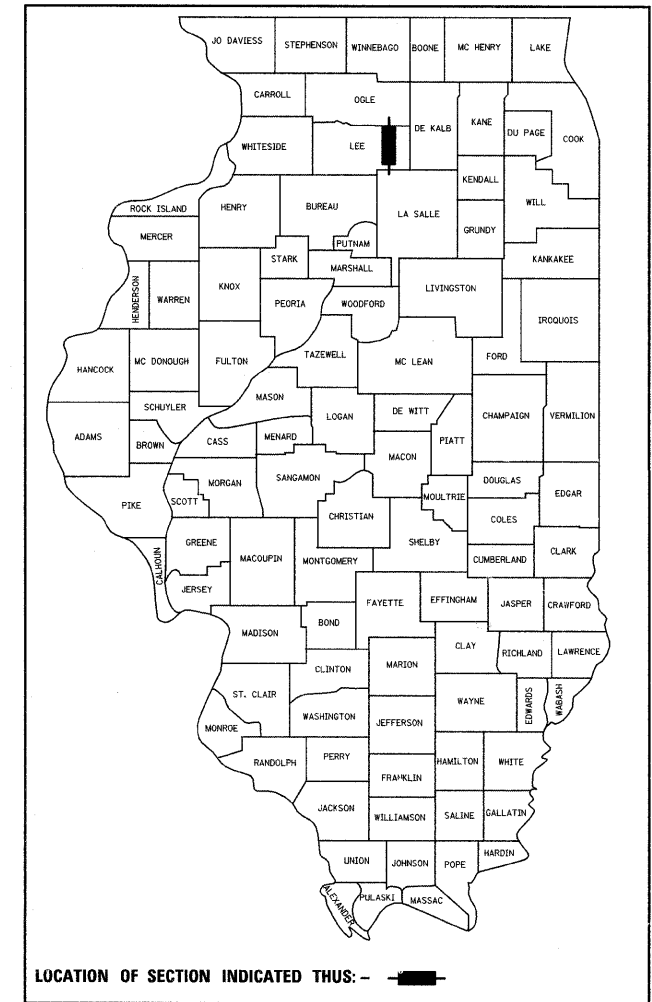 JO DAVIESS
STEPHENSON
WINNEBAGO
BOONE
MC HENRY
LAKE
CARROLL
OGLE
DE KALB
KANE
DU PAGE
COOK
WHITESIDE
LEE
KENDALL
WILL
ROCK ISLAND
HENRY
BUREAU
LA SALLE
GRUNDY
MERCER
PUTNAM
STARK
MARSHALL
KANKAKEE
HENDERSON
WARREN
KNOX
PEORIA
WOODFORD
LIVINGSTON
IROQUOIS
HANCOCK
MC DONOUGH
FULTON
TAZEWELL
MC LEAN
FORD
SCHUYLER
MASON
LOGAN
DE WITT
CHAMPAIGN
VERMILION
ADAMS
BROWN
CASS
MENARD
MACON
PIATT
PIKE
SCOTT
MORGAN
SANGAMON
CHRISTIAN
MOULTRIE
DOUGLAS
EDGAR
COLES
CALHOUN
GREENE
MACOUPIN
MONTGOMERY
SHELBY
CUMBERLAND
CLARK
JERSEY
FAYETTE
EFFINGHAM
JASPER
CRAWFORD
MADISON
BOND
CLAY
RICHLAND
LAWRENCE
CLINTON
MARION
ST. CLAIR
WAYNE
EDWARDS
WABASH
MONROE
WASHINGTON
JEFFERSON
RANDOLPH
PERRY
HAMILTON
WHITE
FRANKLIN
JACKSON
WILLIAMSON
SALINE
GALLATIN
UNION
JOHNSON
POPE
HARDIN
ALEXANDER
PULASKI
MASSAC
LOCATION OF SECTION INDICATED THUS: -